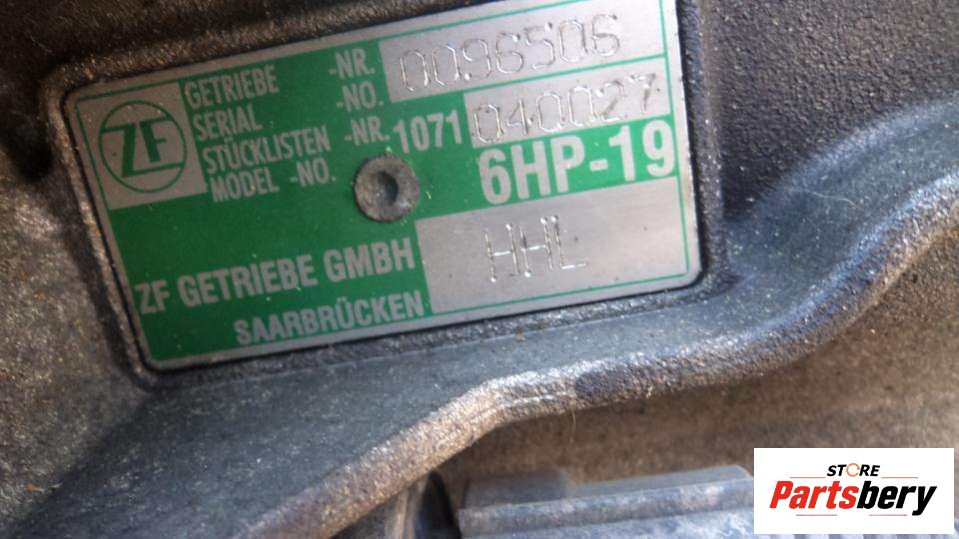 ZF
GETRIEBE -NR. 0096506
SERIAL -NO.
STÜCKLISTEN -NR. 1071 040027
MODEL -NO. 6HP-19
ZF GETRIEBE GMBH HHL
SAARBRÜCKEN
STORE
Partsbery